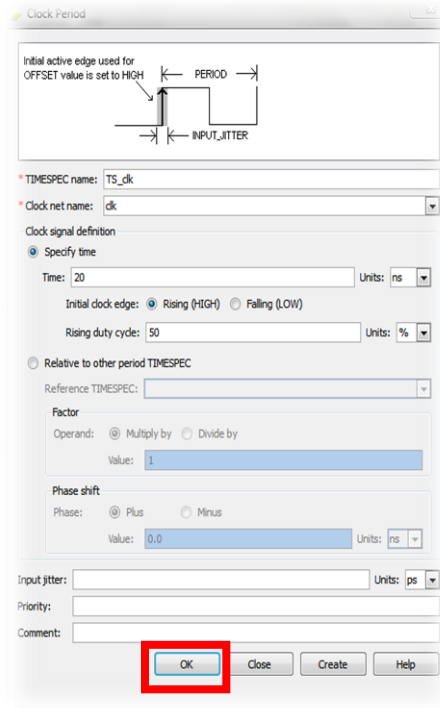 Clock Period
Initial active edge used for
OFFSET value is set to HIGH
PERIOD
INPUT_JITTER
* TIMESPEC name: TS_clk
* Clock net name: clk
Clock signal definition
Specify time
Time: 20 Units: ns
Initial clock edge: Rising (HIGH) Falling (LOW)
Rising duty cycle: 50 Units: %
Relative to other period TIMESPEC
Reference TIMESPEC:
Factor
Operand: Multiply by Divide by
Value: 1
Phase shift
Phase: Plus Minus
Value: 0.0 Units: ns
Input jitter: Units: ps
Priority:
Comment:
OK Close Create Help